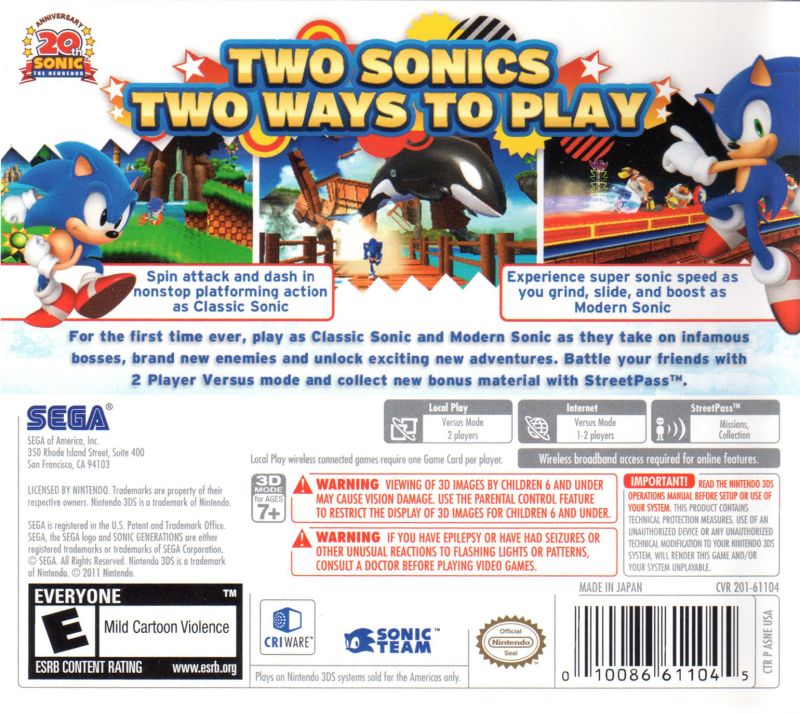 ANNIVERSARY
20th
SONIC
THE HEDGEHOG
TWO SONICS
TWO WAYS TO PLAY
Spin attack and dash in
nonstop platforming action
as Classic Sonic
Experience super sonic speed as
you grind, slide, and boost as
Modern Sonic
For the first time ever, play as Classic Sonic and Modern Sonic as they take on infamous
bosses, brand new enemies and unlock exciting new adventures. Battle your friends with
2 Player Versus mode and collect new bonus material with StreetPass™.
SEGA®
SEGA of America, Inc.
350 Rhode Island Street, Suite 400
San Francisco, CA 94103
Local Play
Versus Mode
2 players
Internet
Versus Mode
1-2 players
StreetPass™
Missions,
Collection
Local Play wireless connected games require one Game Card per player.
Wireless broadband access required for online features.
LICENSED BY NINTENDO. Trademarks are property of their
respective owners. Nintendo 3DS is a trademark of Nintendo.
SEGA is registered in the U.S. Patent and Trademark Office.
SEGA, the SEGA logo and SONIC GENERATIONS are either
registered trademarks or trademarks of SEGA Corporation.
© SEGA. All Rights Reserved. Nintendo 3DS is a trademark
of Nintendo. © 2011 Nintendo.
3D
MODE
for AGES
7+
WARNING VIEWING OF 3D IMAGES BY CHILDREN 6 AND UNDER
MAY CAUSE VISION DAMAGE. USE THE PARENTAL CONTROL FEATURE
TO RESTRICT THE DISPLAY OF 3D IMAGES FOR CHILDREN 6 AND UNDER.
WARNING IF YOU HAVE EPILEPSY OR HAVE HAD SEIZURES OR
OTHER UNUSUAL REACTIONS TO FLASHING LIGHTS OR PATTERNS,
CONSULT A DOCTOR BEFORE PLAYING VIDEO GAMES.
IMPORTANT! READ THE NINTENDO 3DS
OPERATIONS MANUAL BEFORE SETUP OR USE OF
YOUR SYSTEM. THIS PRODUCT CONTAINS
TECHNICAL PROTECTION MEASURES. USE OF AN
UNAUTHORIZED DEVICE OR ANY UNAUTHORIZED
TECHNICAL MODIFICATION TO YOUR NINTENDO 3DS
SYSTEM, WILL RENDER THIS GAME AND/OR
YOUR SYSTEM UNPLAYABLE.
MADE IN JAPAN
CVR 201-61104
EVERYONE ™
E
Mild Cartoon Violence
ESRB CONTENT RATING www.esrb.org
CRIWARE™
SONIC
TEAM™
Official
Nintendo
Seal
Plays on Nintendo 3DS systems sold for the Americas only.
0 10086 61104 5
CTR P ASNE USA